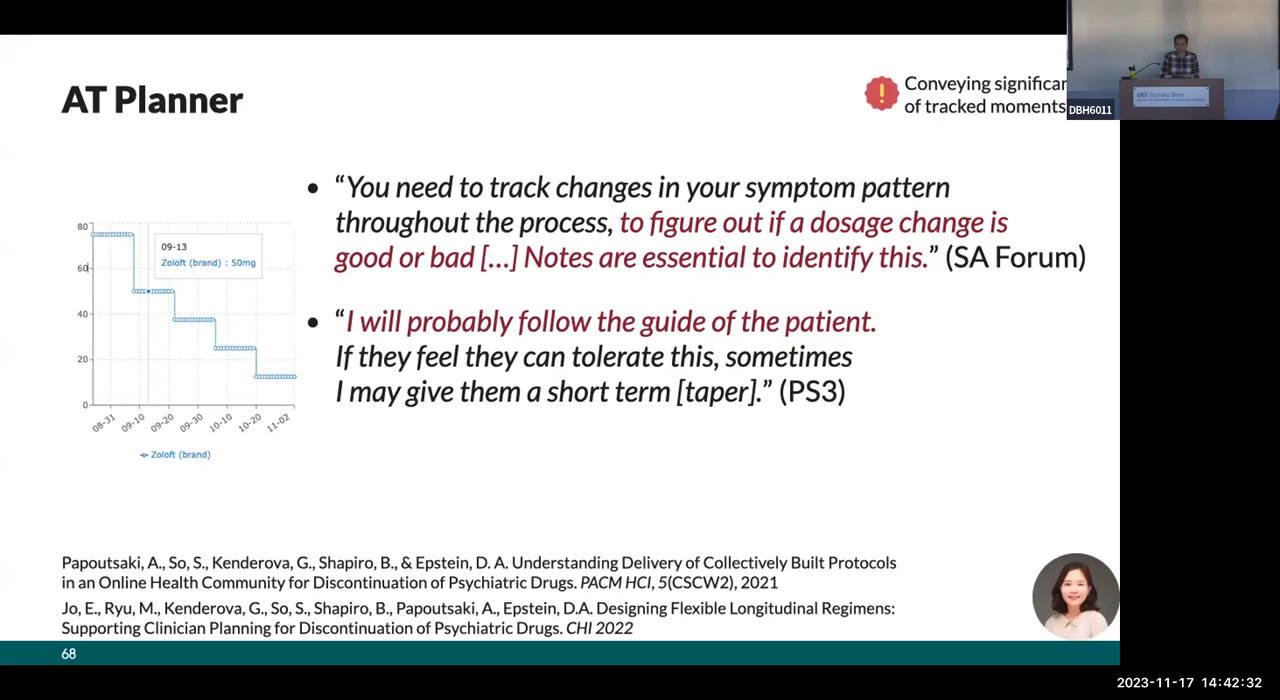 AT Planner
Conveying significan
of tracked moments
DBH6011
UCI Donald Bren
• “You need to track changes in your symptom pattern
throughout the process, to figure out if a dosage change is
good or bad […] Notes are essential to identify this.” (SA Forum)
• “I will probably follow the guide of the patient.
If they feel they can tolerate this, sometimes
I may give them a short term [taper].” (PS3)
80
60
40
20
0
09-13
Zoloft (brand) : 50mg
08-31
09-10
09-20
09-30
10-10
10-20
11-02
Zoloft (brand)
Papoutsaki, A., So, S., Kenderova, G., Shapiro, B., & Epstein, D. A. Understanding Delivery of Collectively Built Protocols
in an Online Health Community for Discontinuation of Psychiatric Drugs. PACM HCI, 5(CSCW2), 2021
Jo, E., Ryu, M., Kenderova, G., So, S., Shapiro, B., Papoutsaki, A., Epstein, D.A. Designing Flexible Longitudinal Regimens:
Supporting Clinician Planning for Discontinuation of Psychiatric Drugs. CHI 2022
68
2023-11-17 14:42:32